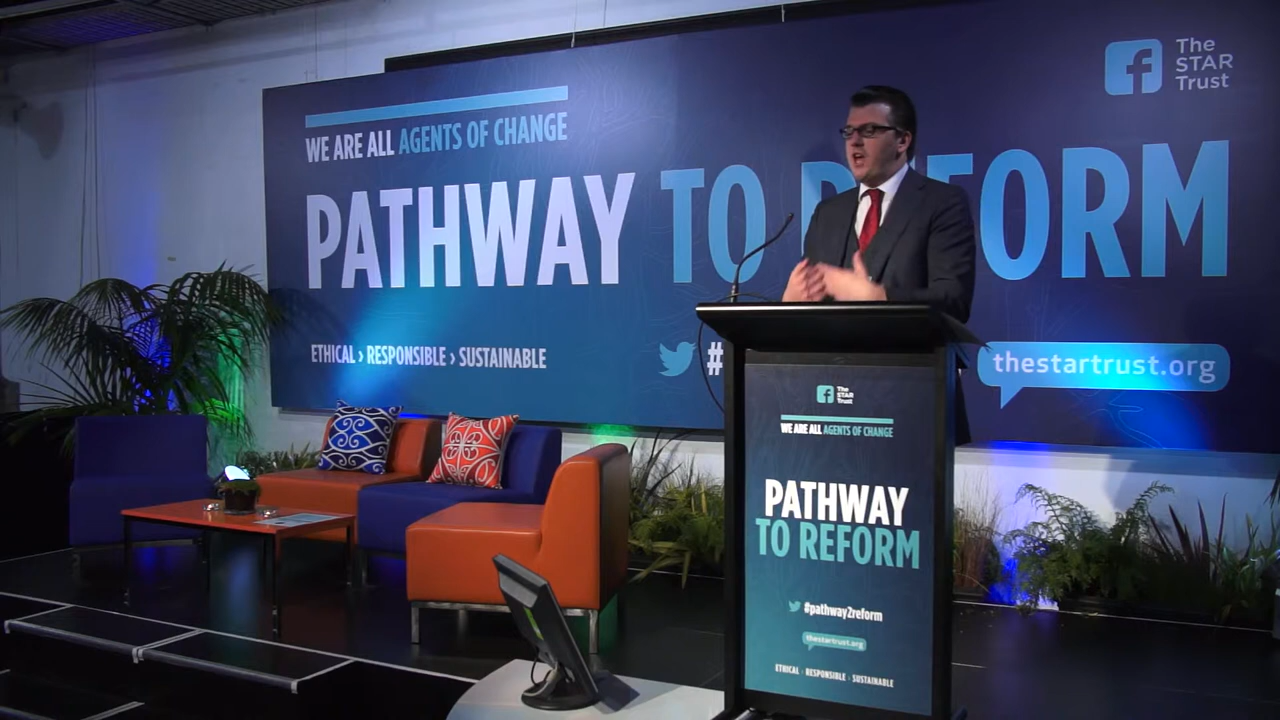 The
STAR
Trust
WE ARE ALL AGENTS OF CHANGE
PATHWAY TO REFORM
ETHICAL › RESPONSIBLE › SUSTAINABLE
#
thestartrust.org
The
STAR
Trust
WE ARE ALL AGENTS OF CHANGE
PATHWAY
TO REFORM
#pathway2reform
thestartrust.org
ETHICAL › RESPONSIBLE › SUSTAINABLE